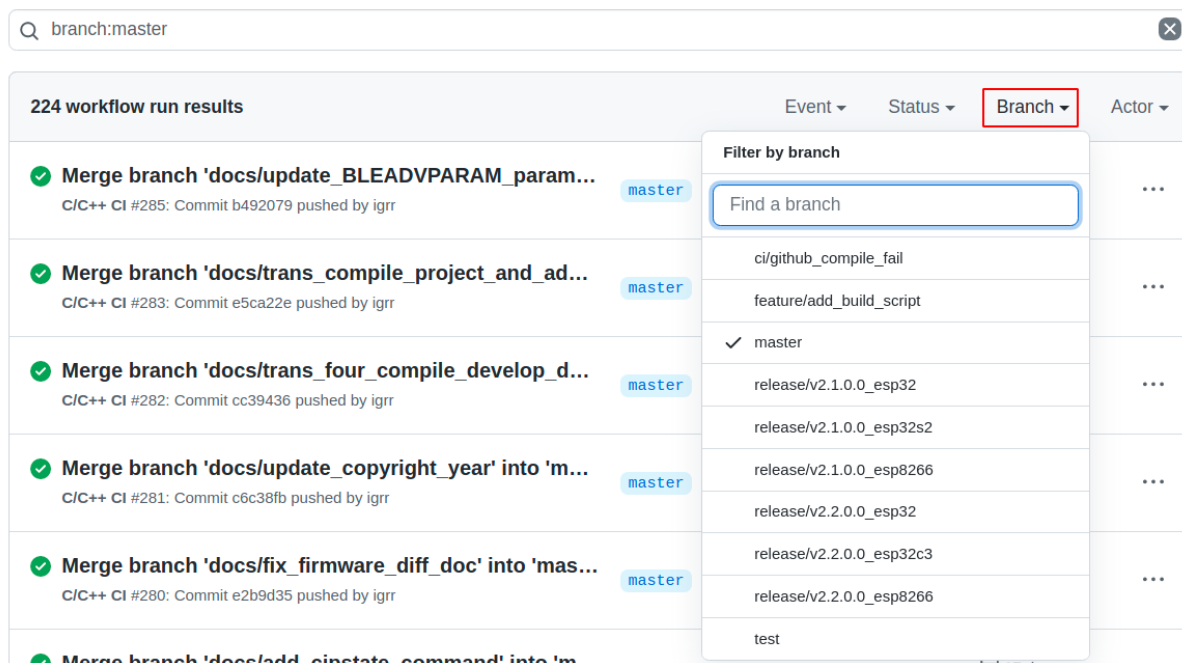 branch:master
224 workflow run results
Event
Status
Branch
Actor
Merge branch 'docs/update_BLEADVPARAM_param...
C/C++ CI #285: Commit b492079 pushed by igrr
master
Merge branch 'docs/trans_compile_project_and_ad...
C/C++ CI #283: Commit e5ca22e pushed by igrr
master
Merge branch 'docs/trans_four_compile_develop_d...
C/C++ CI #282: Commit cc39436 pushed by igrr
master
Merge branch 'docs/update_copyright_year' into 'm...
C/C++ CI #281: Commit c6c38fb pushed by igrr
master
Merge branch 'docs/fix_firmware_diff_doc' into 'mas...
C/C++ CI #280: Commit e2b9d35 pushed by igrr
master
Merge branch 'docs/add_cipstate_command' into 'm...
Filter by branch
Find a branch
ci/github_compile_fail
feature/add_build_script
master
release/v2.1.0.0_esp32
release/v2.1.0.0_esp32s2
release/v2.1.0.0_esp8266
release/v2.2.0.0_esp32
release/v2.2.0.0_esp32c3
release/v2.2.0.0_esp8266
test